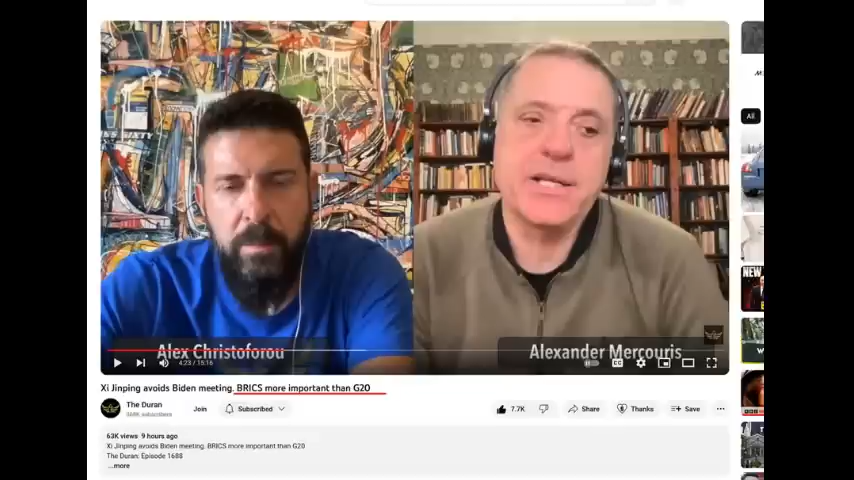 Alex Christoforou
Alexander Mercouris
4:23 / 15:16
Xi Jinping avoids Biden meeting. BRICS more important than G20
The Duran
subscribers
Join
Subscribed
7.7K
Share
Thanks
Save
63K views 9 hours ago
Xi Jinping avoids Biden meeting. BRICS more important than G20
The Duran: Episode 1688
...more
All
NEW